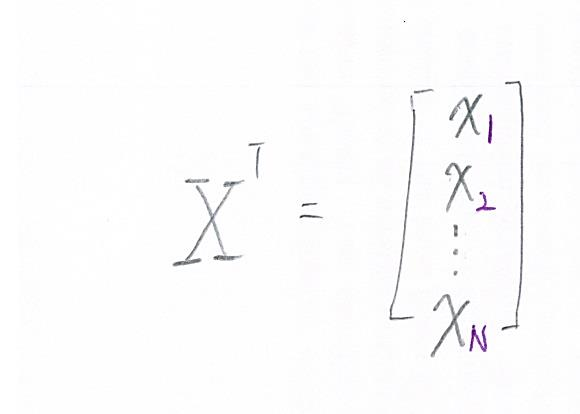 X^T = [x_1
x_2
⋮
x_N]